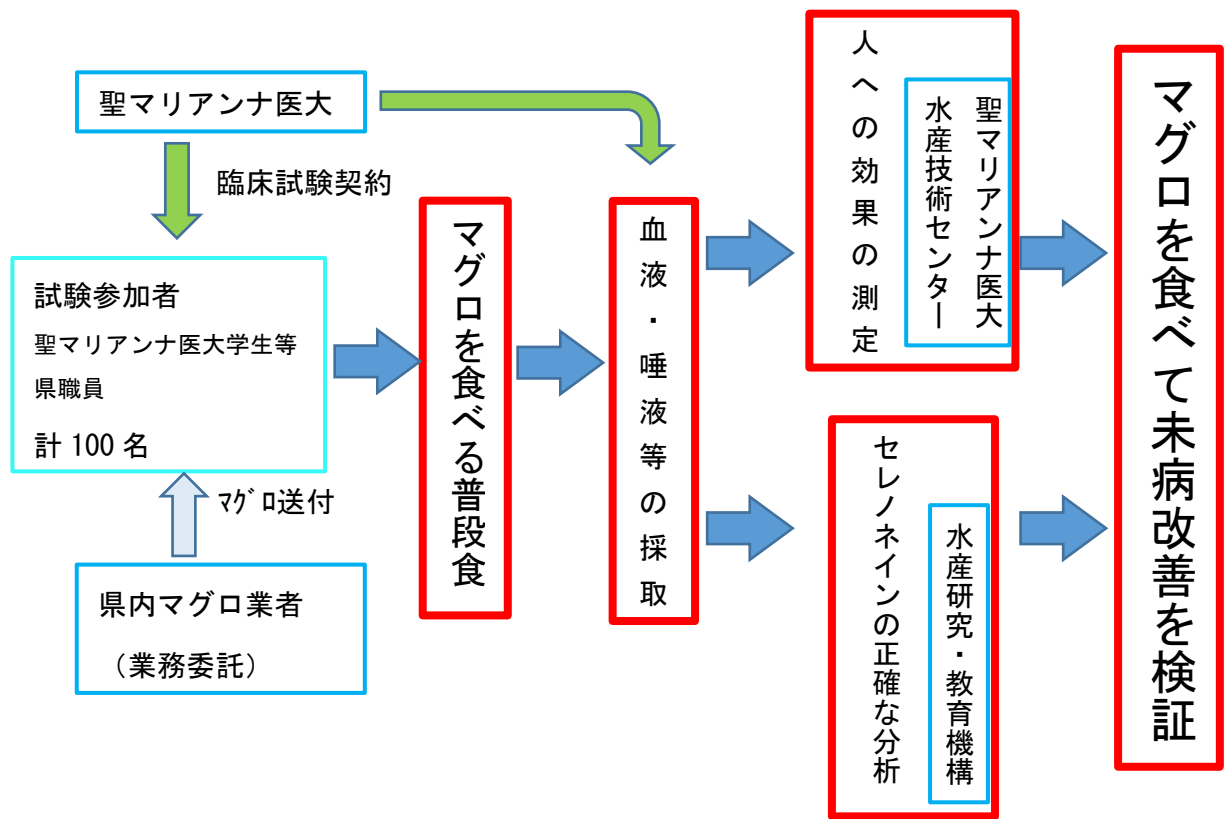 聖マリアンナ医大
臨床試験契約
試験参加者
聖マリアンナ医大学生等
県職員
計100名
ﾏｸﾞﾛ送付
県内マグロ業者
（業務委託）
マグロを食べる普段食
血液・唾液等の採取
人への効果の測定
聖マリアンナ医大
水産技術センター
セレノネインの正確な分析
水産研究・教育機構
マグロを食べて未病改善を検証